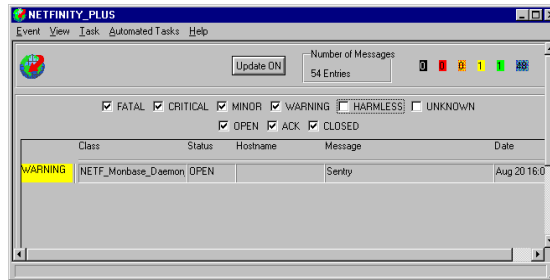 NETFINITY_PLUS
Event View Task Automated Tasks Help
Update ON
Number of Messages
54 Entries
0 0 0 1 1
FATAL CRITICAL MINOR WARNING HARMLESS UNKNOWN
OPEN ACK CLOSED
Class Status Hostname Message Date
WARNING NETF_Monbase_Daemon, OPEN Sentry Aug 20 16:0